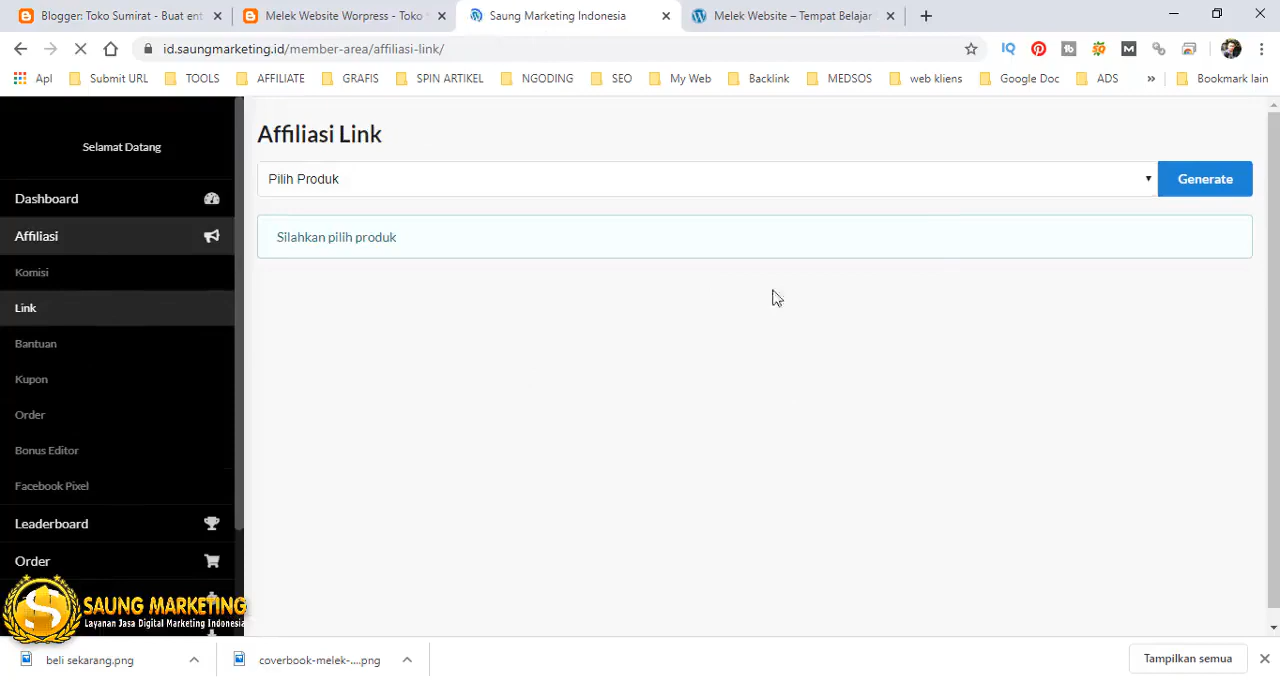 Blogger: Toko Sumirat - Buat ent
Melek Website Worpress - Toko
Saung Marketing Indonesia
Melek Website – Tempat Belajar
id.saungmarketing.id/member-area/affiliasi-link/
Apl
Submit URL
TOOLS
AFFILIATE
GRAFIS
SPIN ARTIKEL
NGODING
SEO
My Web
Backlink
MEDSOS
web kliens
Google Doc
ADS
»
Bookmark lain
Selamat Datang
Dashboard
Affiliasi
Komisi
Link
Bantuan
Kupon
Order
Bonus Editor
Facebook Pixel
Leaderboard
Order
Affiliasi Link
Pilih Produk
Generate
Silahkan pilih produk
SAUNG MARKETING
Layanan Jasa Digital Marketing Indonesia
beli sekarang.png
coverbook-melek-....png
Tampilkan semua